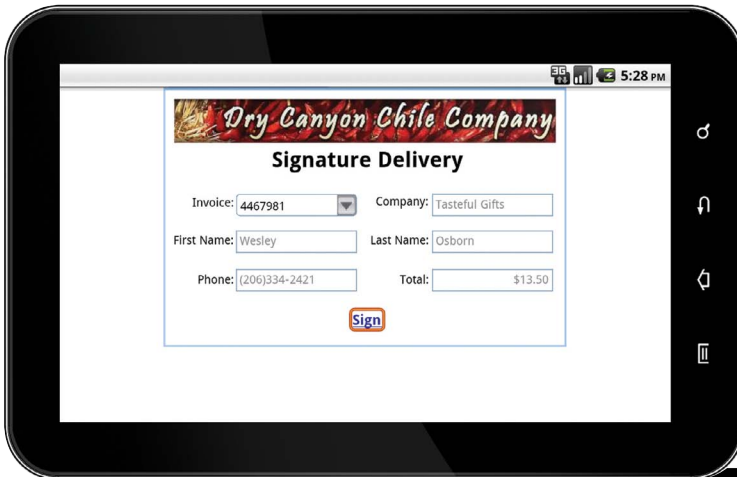 3G 5:28 PM
Dry Canyon Chile Company
Signature Delivery
Invoice: 4467981 Company: Tasteful Gifts
First Name: Wesley Last Name: Osborn
Phone: (206)334-2421 Total: $13.50
Sign